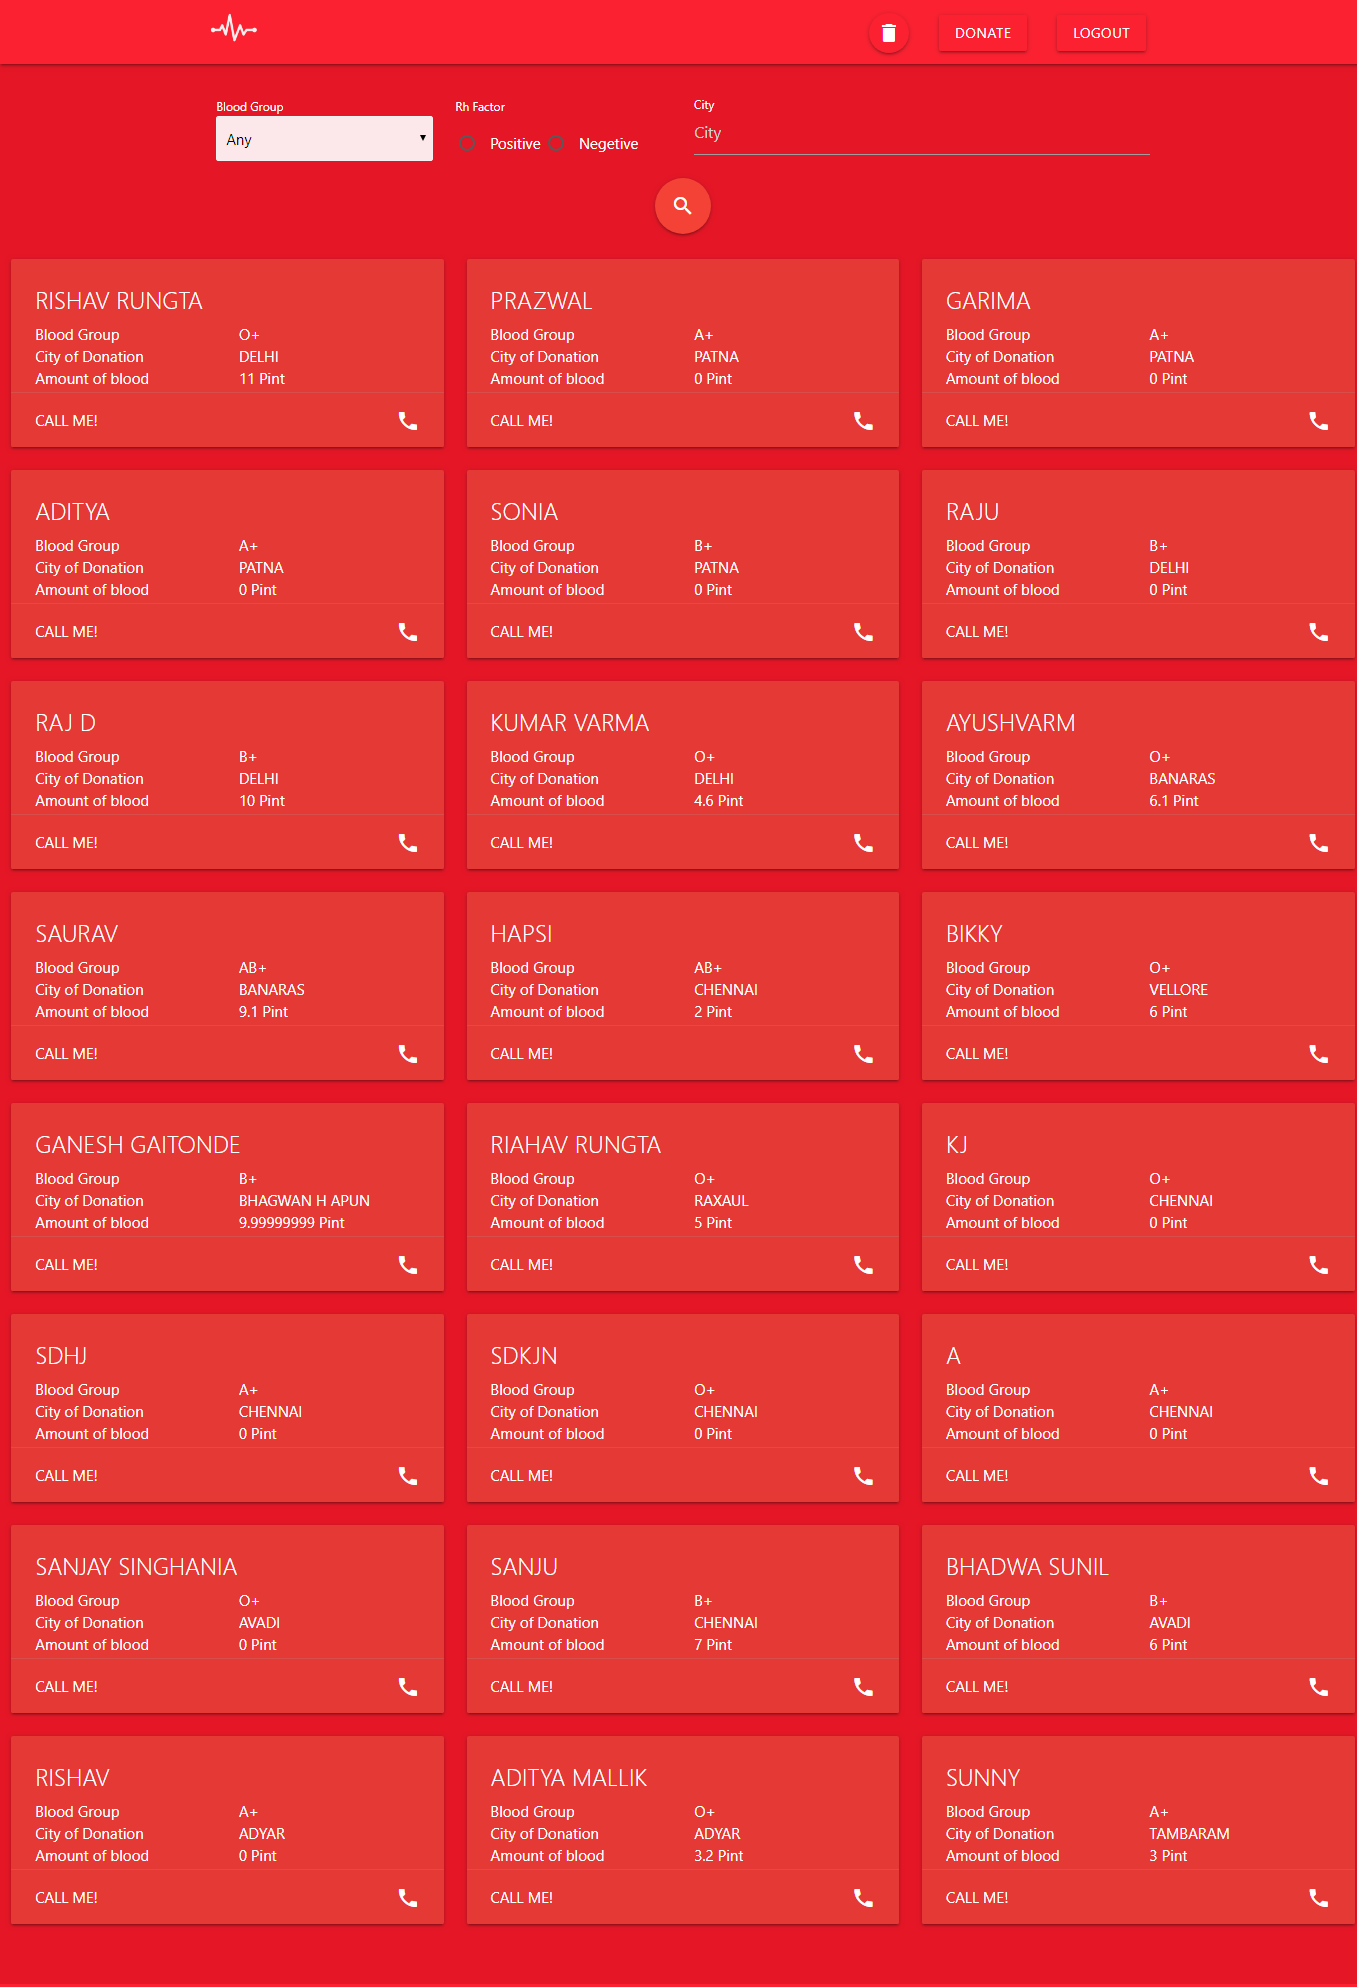 DONATE LOGOUT
Blood Group Rh Factor City
Any Positive Negetive City
RISHAV RUNGTA
Blood Group O+
City of Donation DELHI
Amount of blood 11 Pint
CALL ME!
PRAZWAL
Blood Group A+
City of Donation PATNA
Amount of blood 0 Pint
CALL ME!
GARIMA
Blood Group A+
City of Donation PATNA
Amount of blood 0 Pint
CALL ME!
ADITYA
Blood Group A+
City of Donation PATNA
Amount of blood 0 Pint
CALL ME!
SONIA
Blood Group B+
City of Donation PATNA
Amount of blood 0 Pint
CALL ME!
RAJU
Blood Group B+
City of Donation DELHI
Amount of blood 0 Pint
CALL ME!
RAJ D
Blood Group B+
City of Donation DELHI
Amount of blood 10 Pint
CALL ME!
KUMAR VARMA
Blood Group O+
City of Donation DELHI
Amount of blood 4.6 Pint
CALL ME!
AYUSHVARM
Blood Group O+
City of Donation BANARAS
Amount of blood 6.1 Pint
CALL ME!
SAURAV
Blood Group AB+
City of Donation BANARAS
Amount of blood 9.1 Pint
CALL ME!
HAPSI
Blood Group AB+
City of Donation CHENNAI
Amount of blood 2 Pint
CALL ME!
BIKKY
Blood Group O+
City of Donation VELLORE
Amount of blood 6 Pint
CALL ME!
GANESH GAITONDE
Blood Group B+
City of Donation BHAGWAN H APUN
Amount of blood 9.99999999 Pint
CALL ME!
RIAHAV RUNGTA
Blood Group O+
City of Donation RAXAUL
Amount of blood 5 Pint
CALL ME!
KJ
Blood Group O+
City of Donation CHENNAI
Amount of blood 0 Pint
CALL ME!
SDHJ
Blood Group A+
City of Donation CHENNAI
Amount of blood 0 Pint
CALL ME!
SDKJN
Blood Group O+
City of Donation CHENNAI
Amount of blood 0 Pint
CALL ME!
A
Blood Group A+
City of Donation CHENNAI
Amount of blood 0 Pint
CALL ME!
SANJAY SINGHANIA
Blood Group O+
City of Donation AVADI
Amount of blood 0 Pint
CALL ME!
SANJU
Blood Group B+
City of Donation CHENNAI
Amount of blood 7 Pint
CALL ME!
BHADWA SUNIL
Blood Group B+
City of Donation AVADI
Amount of blood 6 Pint
CALL ME!
RISHAV
Blood Group A+
City of Donation ADYAR
Amount of blood 0 Pint
CALL ME!
ADITYA MALLIK
Blood Group O+
City of Donation ADYAR
Amount of blood 3.2 Pint
CALL ME!
SUNNY
Blood Group A+
City of Donation TAMBARAM
Amount of blood 3 Pint
CALL ME!